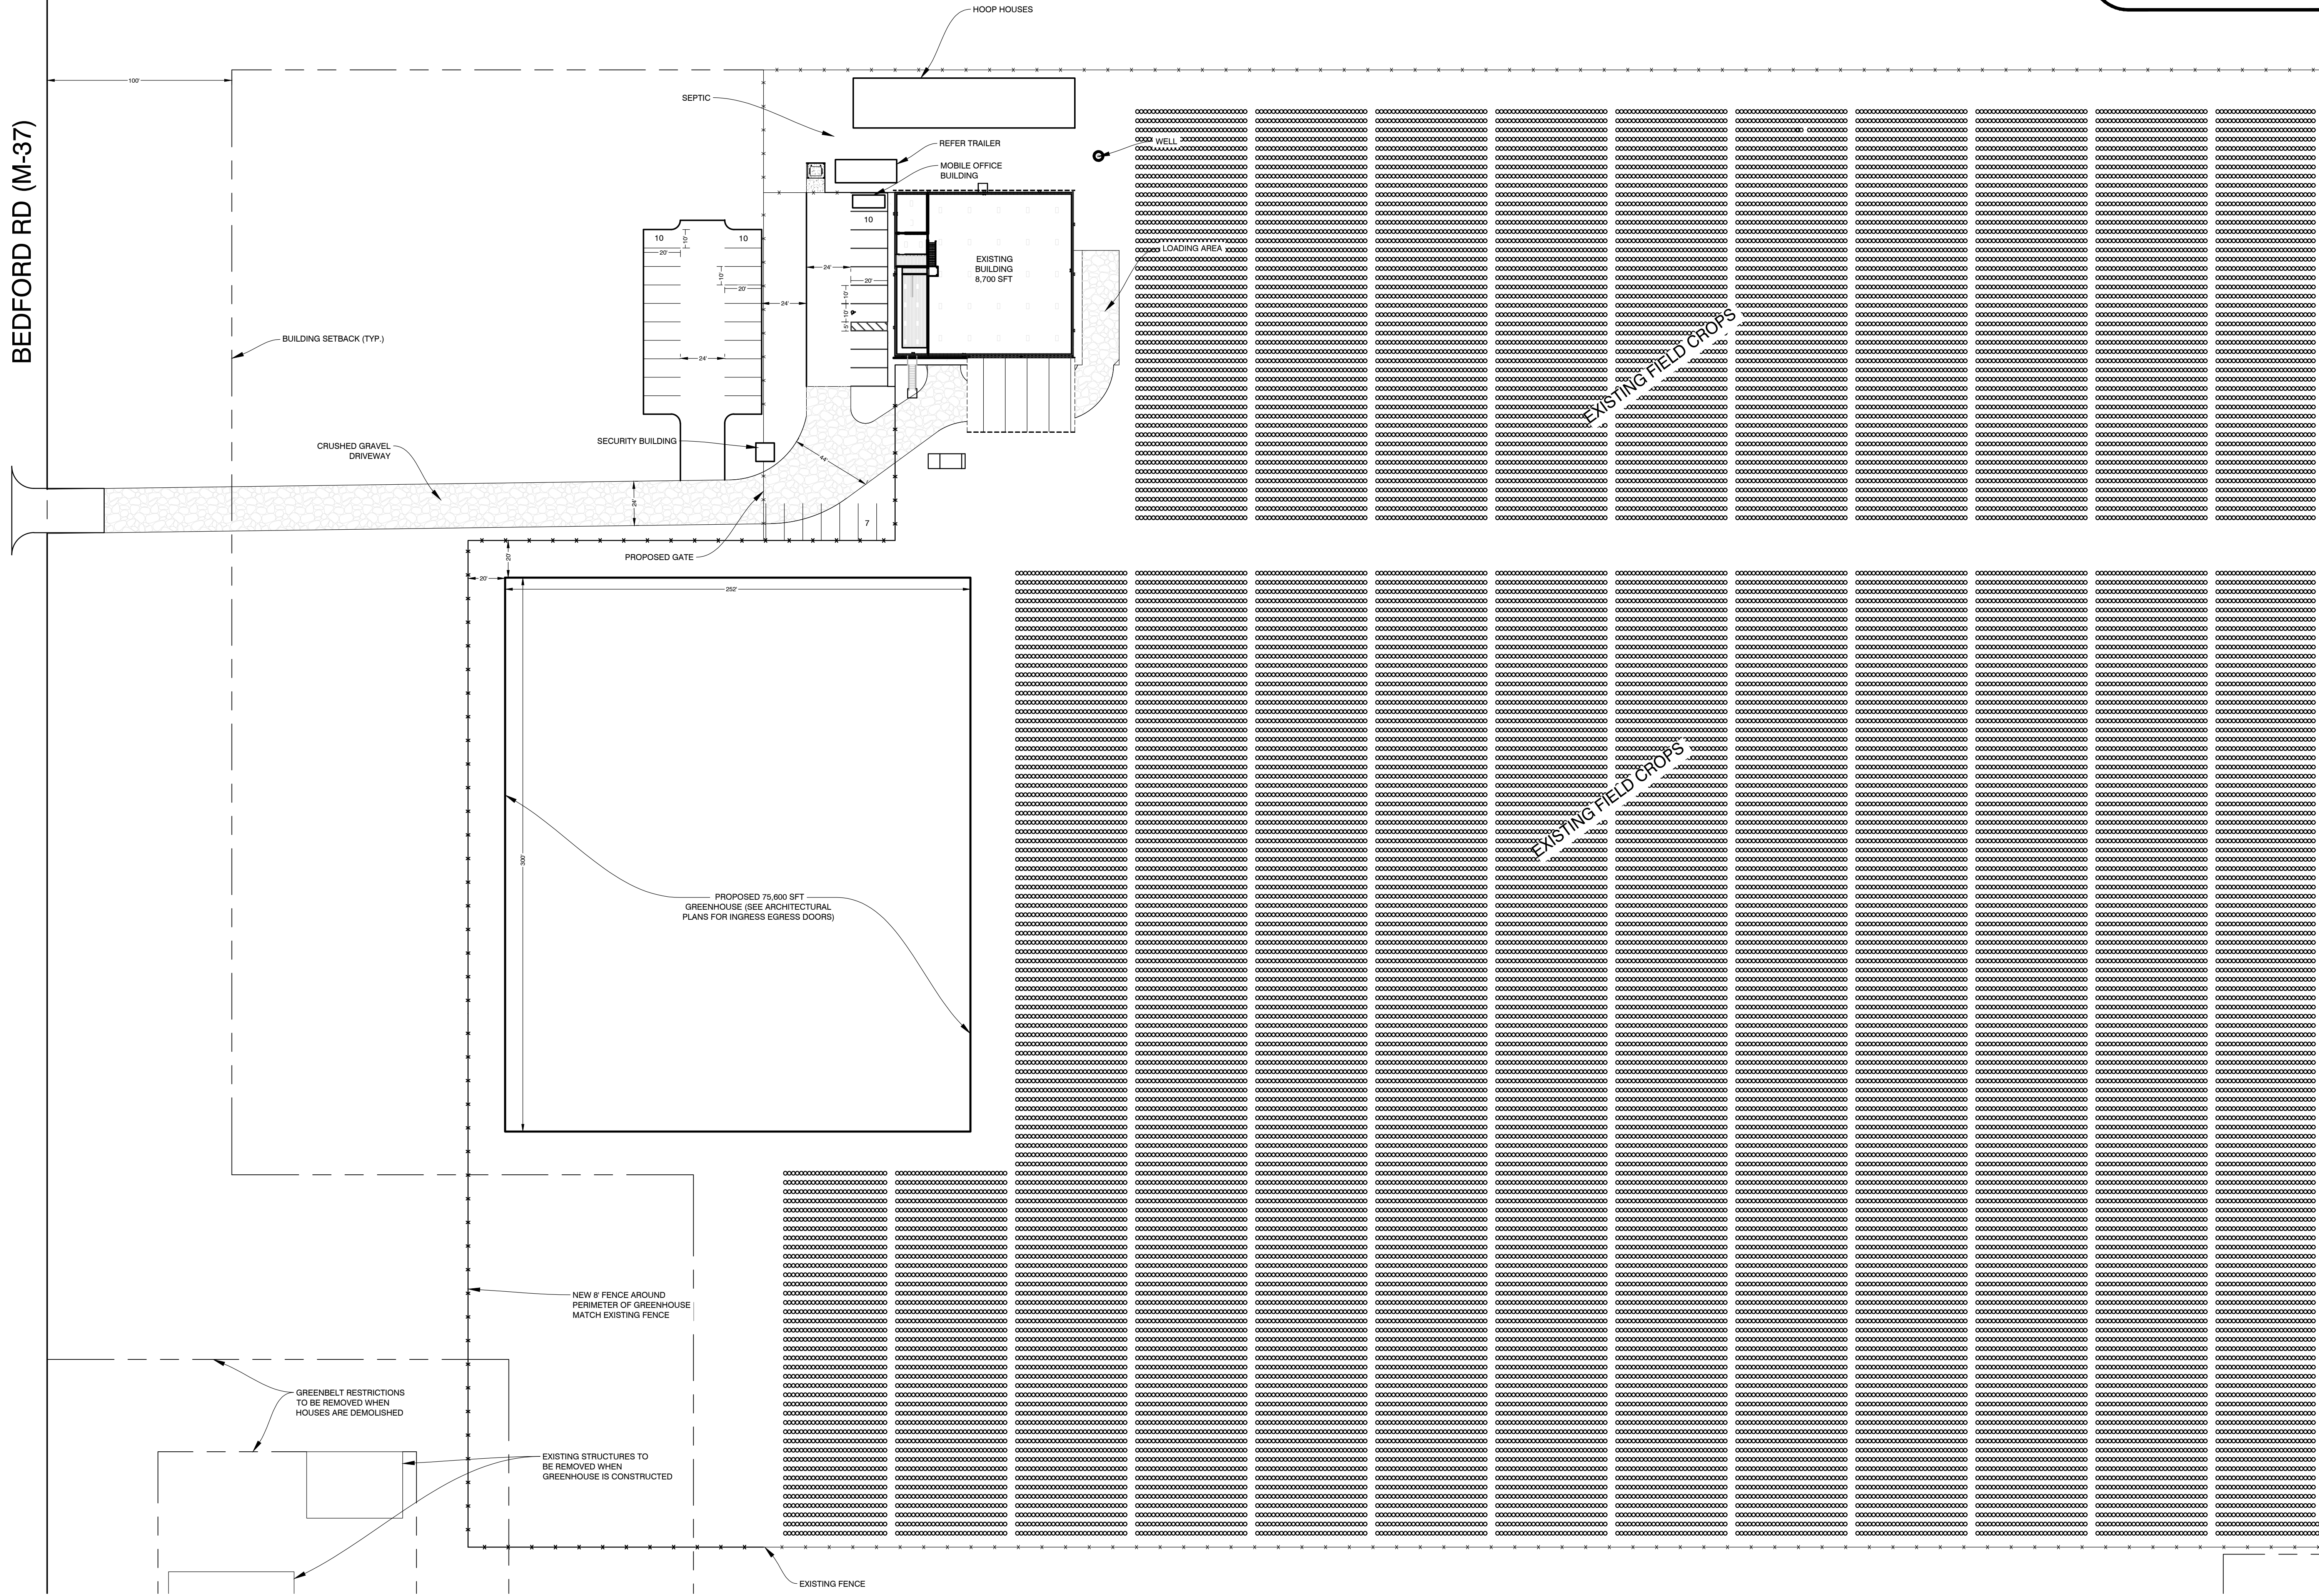 HOOP HOUSES
100'
SEPTIC
REFER TRAILER
WELL
MOBILE OFFICE
BUILDING
BEDFORD RD (M-37)
10
10
10
10'
20'
10'
20'
24'
24'
24'
20'
10'
10'
5'
LOADING AREA
EXISTING
BUILDING
8,700 SFT
BUILDING SETBACK (TYP.)
EXISTING FIELD CROPS
SECURITY BUILDING
CRUSHED GRAVEL
DRIVEWAY
44'
24'
7
PROPOSED GATE
20'
20'
252'
300'
EXISTING FIELD CROPS
PROPOSED 75,600 SFT
GREENHOUSE (SEE ARCHITECTURAL
PLANS FOR INGRESS EGRESS DOORS)
NEW 8' FENCE AROUND
PERIMETER OF GREENHOUSE
MATCH EXISTING FENCE
GREENBELT RESTRICTIONS
TO BE REMOVED WHEN
HOUSES ARE DEMOLISHED
EXISTING STRUCTURES TO
BE REMOVED WHEN
GREENHOUSE IS CONSTRUCTED
EXISTING FENCE